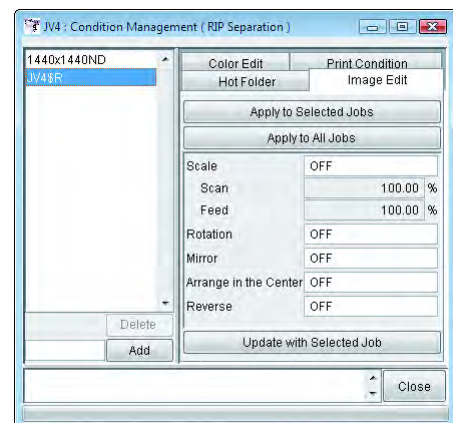 JV4 : Condition Management ( RIP Separation )
1440x1440ND
JV4$R
Color Edit
Print Condition
Hot Folder
Image Edit
Apply to Selected Jobs
Apply to All Jobs
Scale OFF
Scan 100.00 %
Feed 100.00 %
Rotation OFF
Mirror OFF
Arrange in the Center OFF
Reverse OFF
Delete
Add
Update with Selected Job
Close